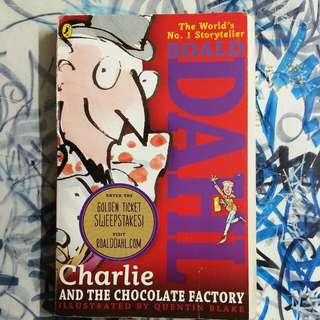 The World's
No. 1 Storyteller
ROALD
DAHL
ENTER THE
GOLDEN TICKET
SWEEPSTAKES!
VISIT
ROALDDAHL.COM
Charlie
AND THE CHOCOLATE FACTORY
ILLUSTRATED BY QUENTIN BLAKE